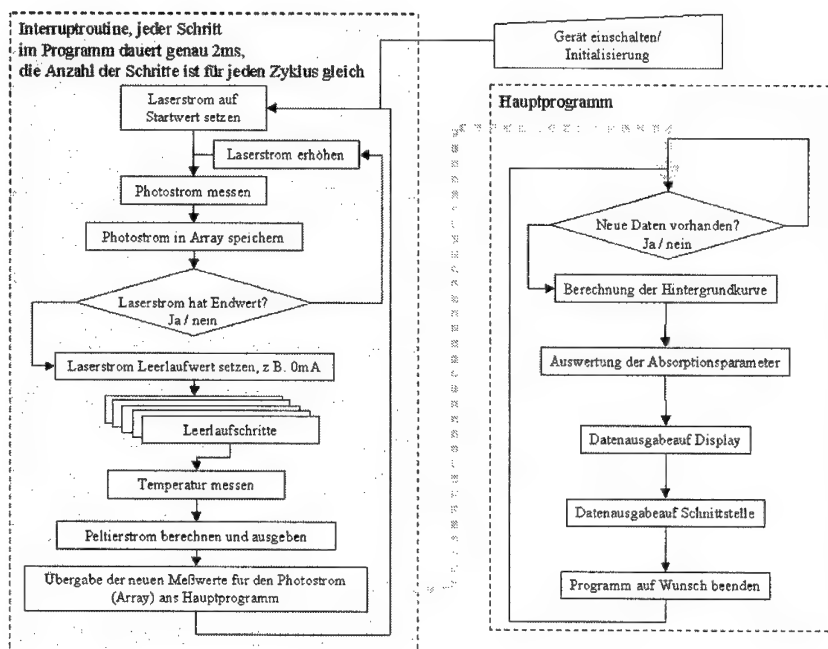 Interruptroutine, jeder Schritt
im Programm dauert genau 2ms,
die Anzahl der Schritte ist für jeden Zyklus gleich
Laserstrom auf
Startwert setzen
Laserstrom erhöhen
Photostrom messen
Photostrom in Array speichern
Laserstrom hat Endwert?
Ja / nein
Laserstrom Leerlaufwert setzen, z B. 0mA
Leerlaufschritte
Temperatur messen
Peltierstrom berechnen und ausgeben
Übergabe der neuen Meßwerte für den Photostrom
(Array) ans Hauptprogramm
Gerät einschalten/
Initialisierung
Hauptprogramm
Neue Daten vorhanden?
Ja / nein
Berechnung der Hintergrundkurve
Auswertung der Absorptionsparameter
Datenausgabeauf Display
Datenausgabeauf Schnittstelle
Programm auf Wunsch beenden